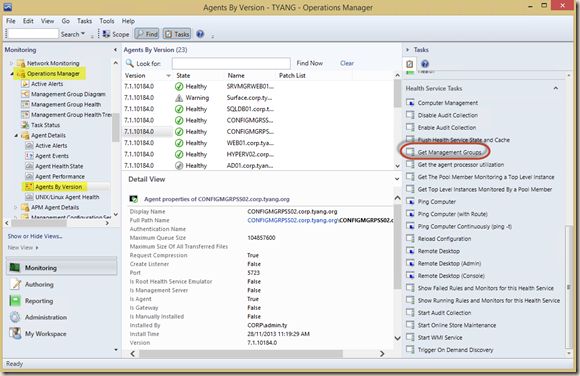 Agents By Version - TYANG - Operations Manager
File Edit View Go Tasks Tools Help
Search Scope Find Tasks
Monitoring
Network Monitoring
Operations Manager
Active Alerts
Management Group Diagram
Management Group Health
Management Group Health Tre
Task Status
Agent Details
Active Alerts
Agent Events
Agent Health State
Agent Performance
Agents By Version
UNIX/Linux Agent Health
APM Agent Details
Management Configuration Ser
Show or Hide Views...
New View
Monitoring
Authoring
Reporting
Administration
My Workspace
Agents By Version (23)
Look for: Find Now Clear
Version State Name Patch List
7.1.10184.0 Healthy SRVMGRWEB01...
7.1.10184.0 Warning Surface.corp.ty...
7.1.10184.0 Healthy SQLDB01.corp.t...
7.1.10184.0 Healthy CONFIGMGRPS...
7.1.10184.0 Healthy CONFIGMGRPS...
7.1.10184.0 Healthy WEB01.corp.ty...
7.1.10184.0 Healthy HYPERV02.corp...
7.1.10184.0 Healthy AD01.corp.tyan...
Detail View
Agent properties of CONFIGMGRPSS02.corp.tyang.org
Display Name CONFIGMGRPSS02.corp.tyang.org
Full Path Name CONFIGMGRPSS02.corp.tyang.org\CONFIGMGRPSS02.
Authentication Name
Maximum Queue Size 104857600
Maximum Size Of All Transferred Files
Request Compression True
Create Listener False
Port 5723
Is Root Health Service Emulator False
Is Management Server False
Is Agent True
Is Gateway False
Is Manually Installed False
Installed By CORP\admin.ty
Install Time 28/11/2013 11:19:29 AM
Version 7.1.10184.0
Tasks
Health Service Tasks
Computer Management
Disable Audit Collection
Enable Audit Collection
Flush Health Service State and Cache
Get Management Groups
Get the agent processor utilization
Get The Pool Member Monitoring a Top Level Instance
Get Top Level Instances Monitored By a Pool Member
Ping Computer
Ping Computer (with Route)
Ping Computer Continuously (ping -t)
Reload Configuration
Remote Desktop
Remote Desktop (Admin)
Remote Desktop (Console)
Show Failed Rules and Monitors for this Health Service
Show Running Rules and Monitors for this Health Service
Start Audit Collection
Start Online Store Maintenance
Start WMI Service
Trigger On Demand Discovery